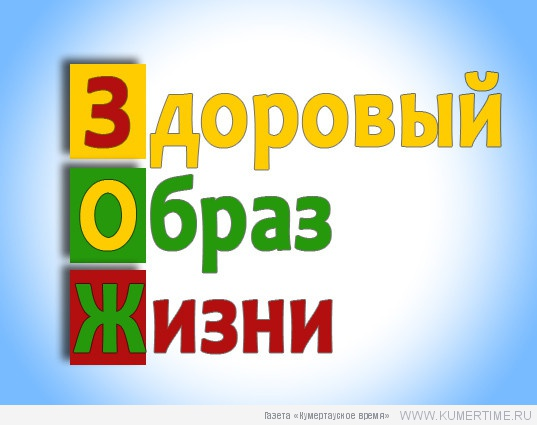 Здоровый
Образ
Жизни
Газета «Кумертауское время» WWW.KUMERTIME.RU